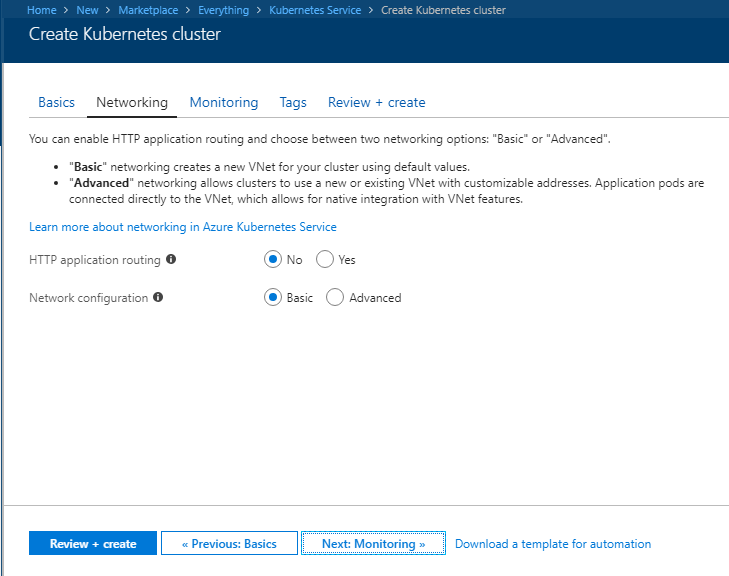 Home > New > Marketplace > Everything > Kubernetes Service > Create Kubernetes cluster
Create Kubernetes cluster
Basics Networking Monitoring Tags Review + create
You can enable HTTP application routing and choose between two networking options: "Basic" or "Advanced".
• "Basic" networking creates a new VNet for your cluster using default values.
• "Advanced" networking allows clusters to use a new or existing VNet with customizable addresses. Application pods are
connected directly to the VNet, which allows for native integration with VNet features.
Learn more about networking in Azure Kubernetes Service
HTTP application routing No Yes
Network configuration Basic Advanced
Review + create « Previous: Basics Next: Monitoring » Download a template for automation